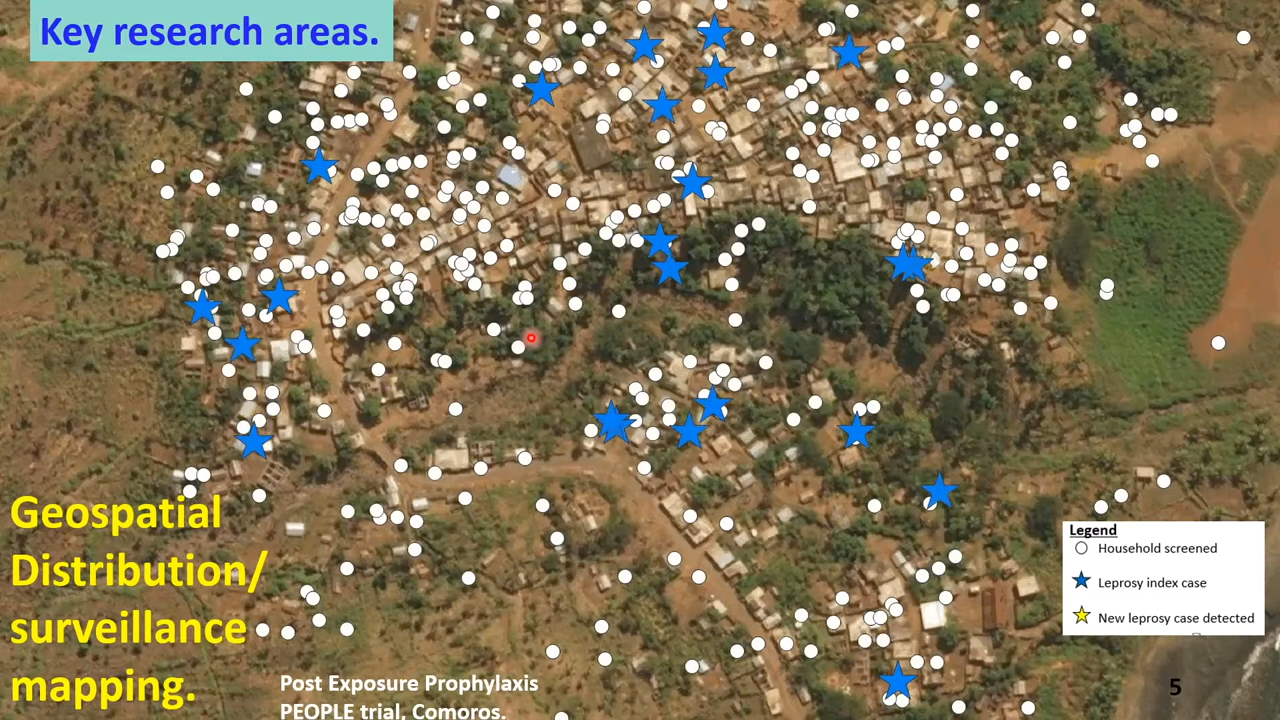 Key research areas.
Geospatial
Distribution/
surveillance
mapping.
Post Exposure Prophylaxis
PEOPLE trial, Comoros.
Legend
Household screened
Leprosy index case
New leprosy case detected
5